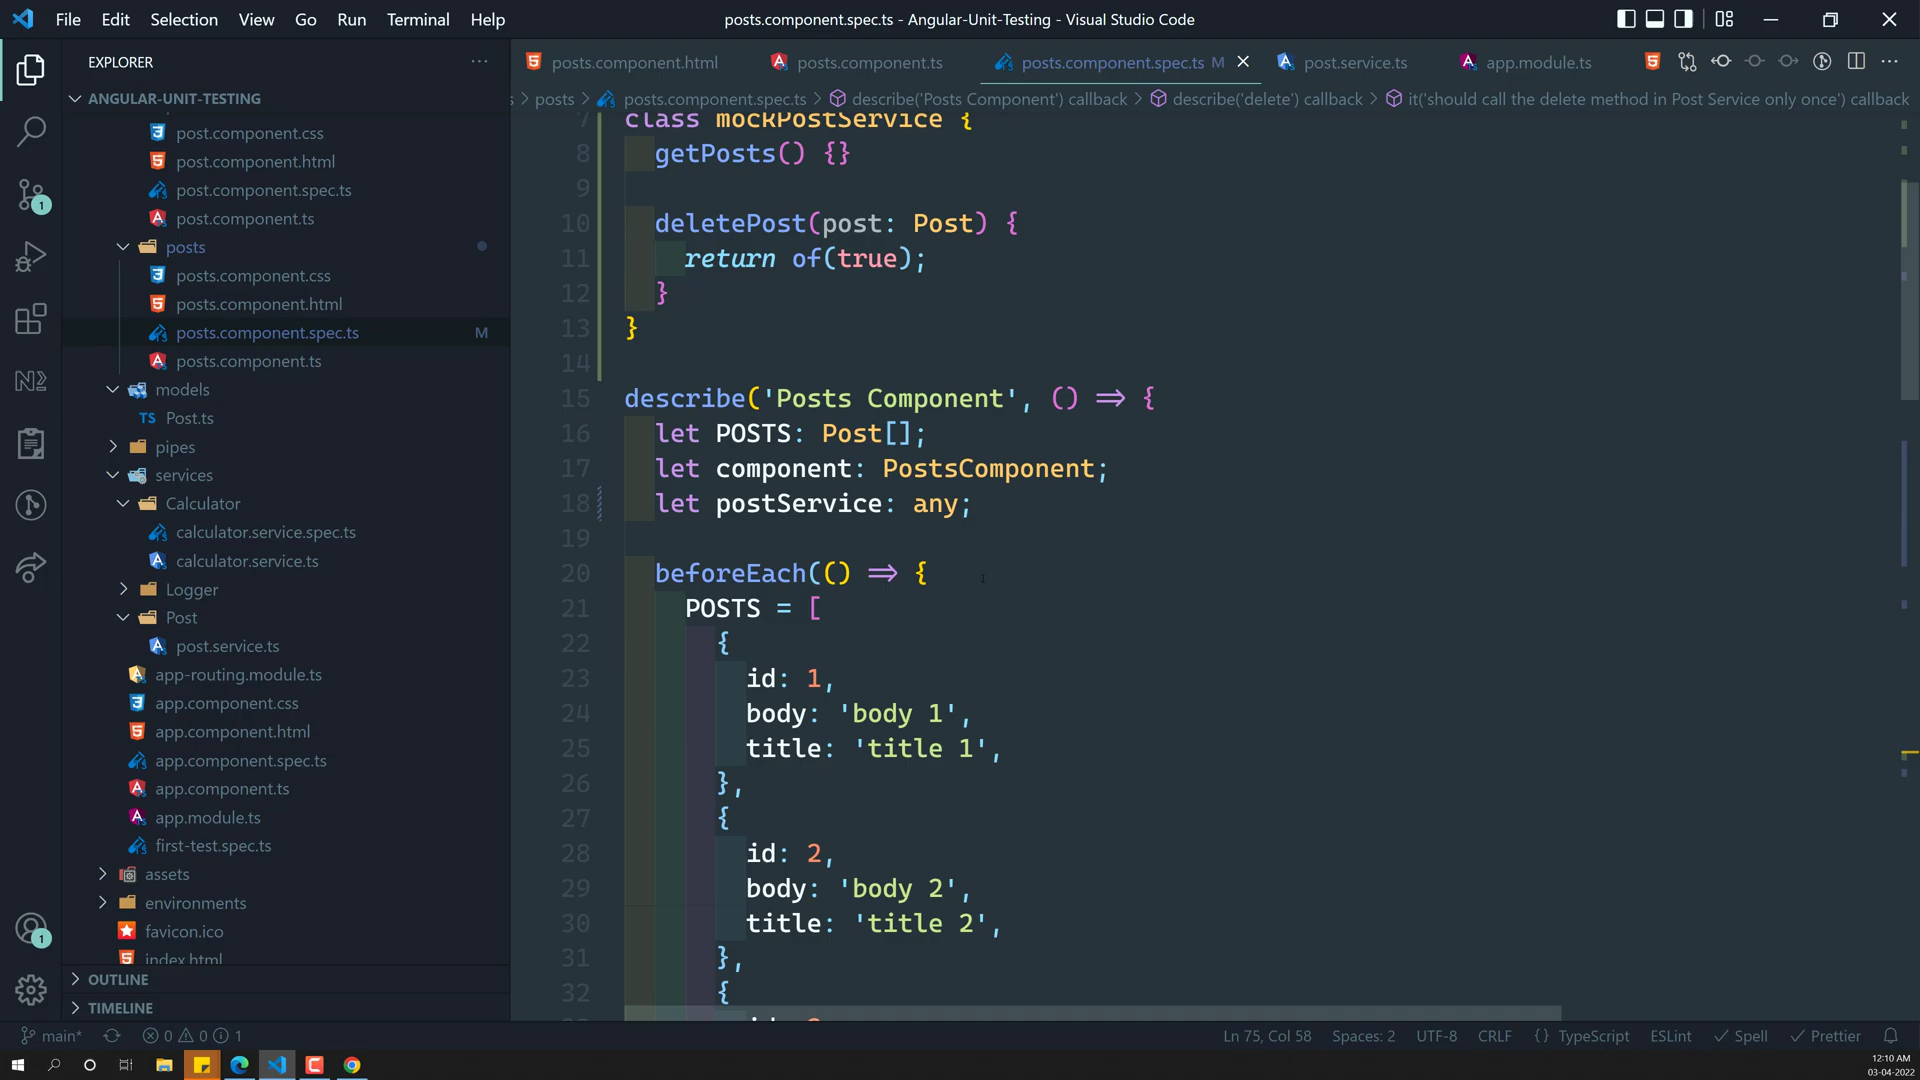 File Edit Selection View Go Run Terminal Help
posts.component.spec.ts - Angular-Unit-Testing - Visual Studio Code
EXPLORER
ANGULAR-UNIT-TESTING
post.component.css
post.component.html
post.component.spec.ts
post.component.ts
posts
posts.component.css
posts.component.html
posts.component.spec.ts M
posts.component.ts
models
TS Post.ts
pipes
services
Calculator
calculator.service.spec.ts
calculator.service.ts
Logger
Post
post.service.ts
app-routing.module.ts
app.component.css
app.component.html
app.component.spec.ts
app.component.ts
app.module.ts
first-test.spec.ts
assets
environments
favicon.ico
index.html
OUTLINE
TIMELINE
posts.component.html posts.component.ts posts.component.spec.ts M post.service.ts app.module.ts
s > posts > posts.component.spec.ts > describe('Posts Component') callback > describe('delete') callback > it('should call the delete method in Post Service only once') callback
7 class mockPostService {
8 getPosts() {}
9
10 deletePost(post: Post) {
11 return of(true);
12 }
13 }
14
15 describe('Posts Component', () => {
16 let POSTS: Post[];
17 let component: PostsComponent;
18 let postService: any;
19
20 beforeEach(() => {
21 POSTS = [
22 {
23 id: 1,
24 body: 'body 1',
25 title: 'title 1',
26 },
27 {
28 id: 2,
29 body: 'body 2',
30 title: 'title 2',
31 },
32 {
main* 0 0 1
Ln 75, Col 58 Spaces: 2 UTF-8 CRLF {} TypeScript ESLint Spell Prettier
12:10 AM
03-04-2022